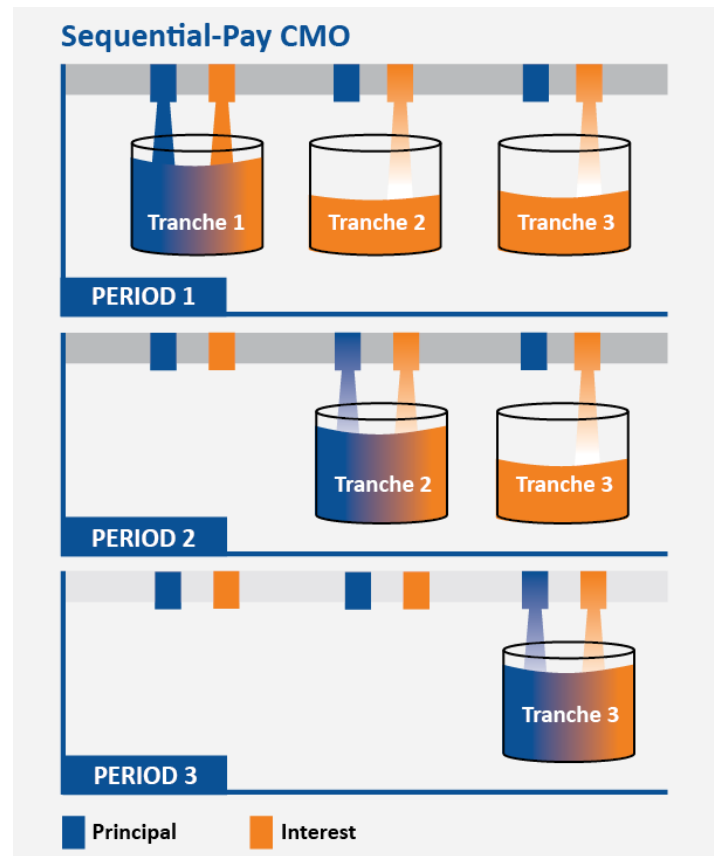 Sequential-Pay CMO
Tranche 1
Tranche 2
Tranche 3
PERIOD 1
Tranche 2
Tranche 3
PERIOD 2
Tranche 3
PERIOD 3
Principal
Interest